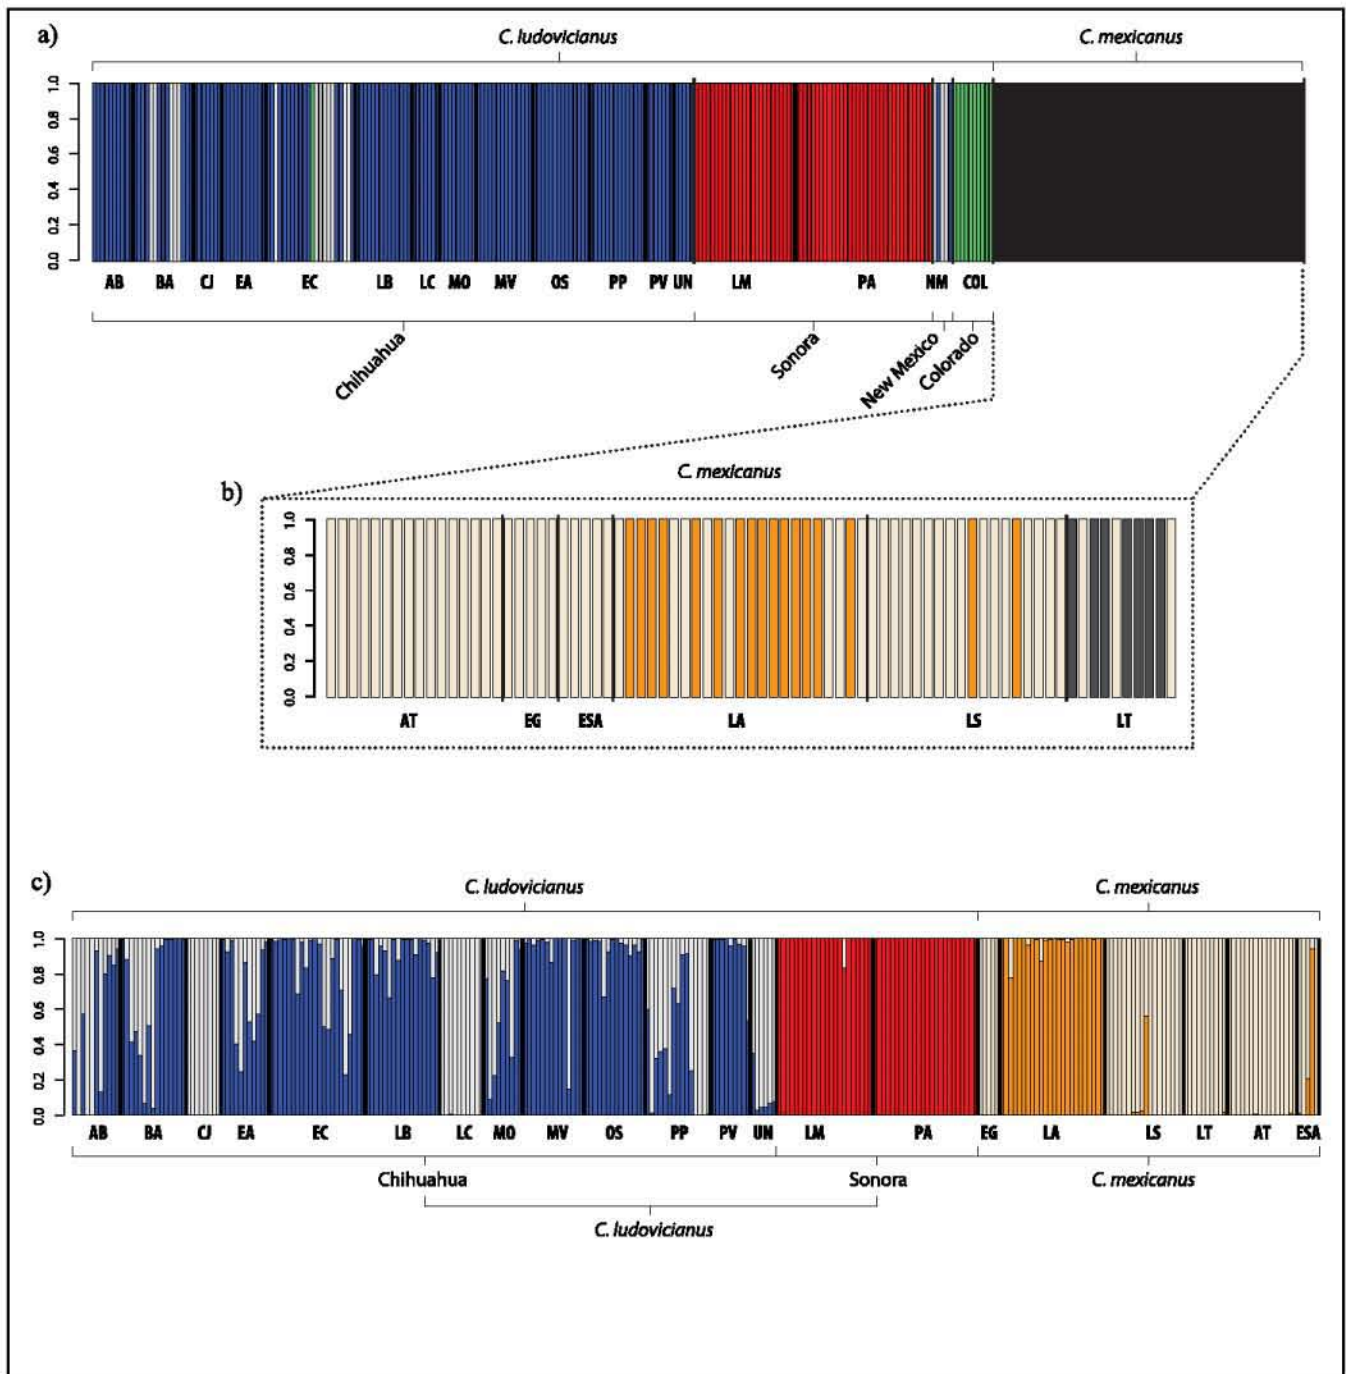 a)
C. ludovicianus C. mexicanus
1.0
0.8
0.6
0.4
0.2
0.0
AB BA CJ EA EC LB LC MO MV OS PP PV UN LM PA NM COL
Chihuahua Sonora New Mexico Colorado
C. mexicanus
b)
1.0
0.8
0.6
0.4
0.2
0.0
AT EG ESA LA LS LT
c)
C. ludovicianus C. mexicanus
1.0
0.8
0.6
0.4
0.2
0.0
AB BA CJ EA EC LB LC MO MV OS PP PV UN LM PA EG LA LS LT AT ESA
Chihuahua Sonora C. mexicanus
C. ludovicianus